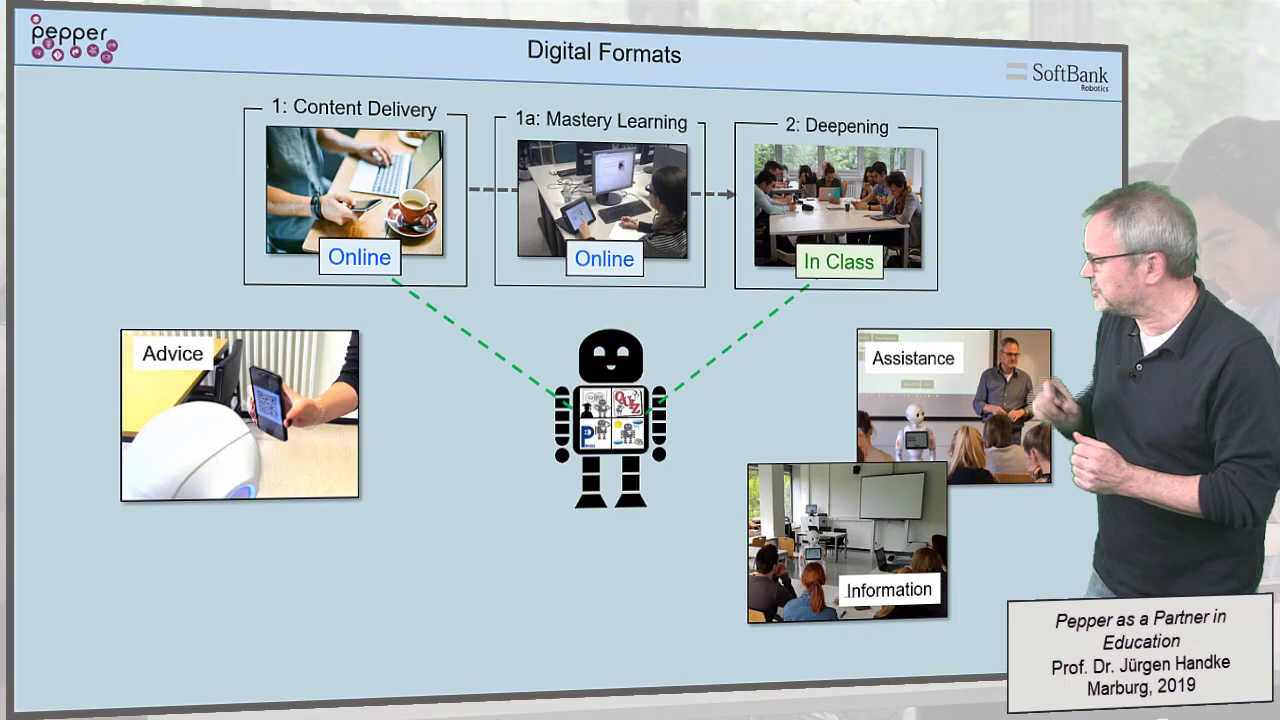 pepper
Digital Formats
SoftBank
Robotics
1: Content Delivery
1a: Mastery Learning
2: Deepening
Online
Online
In Class
Advice
QUIZ
P
Assistance
Information
Pepper as a Partner in
Education
Prof. Dr. Jürgen Handke
Marburg, 2019